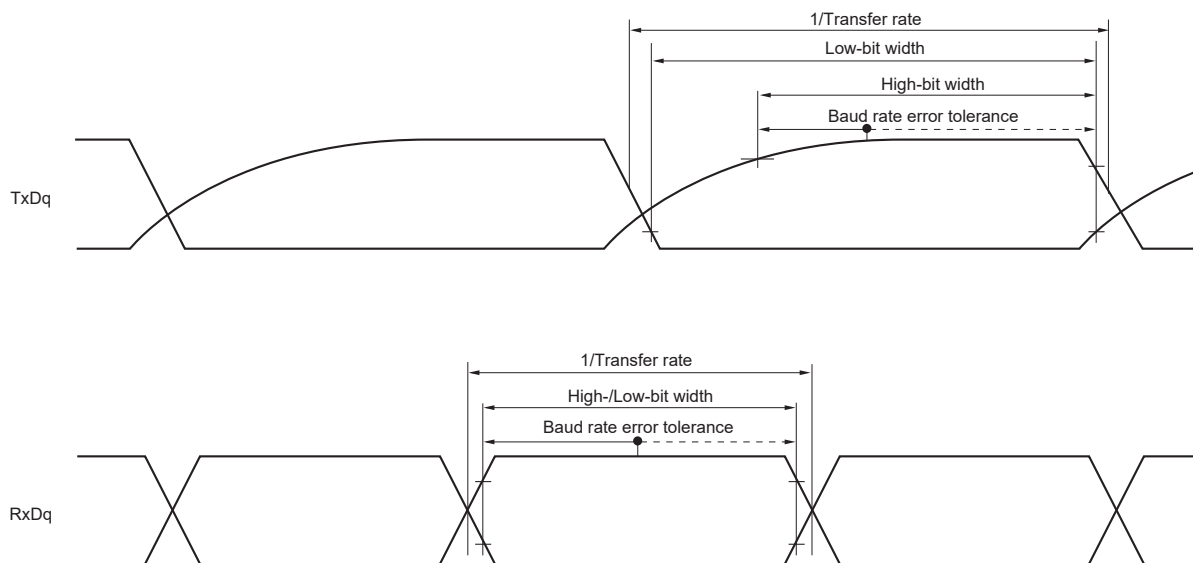 1/Transfer rate
Low-bit width
High-bit width
Baud rate error tolerance
TxDq
1/Transfer rate
High-/Low-bit width
Baud rate error tolerance
RxDq